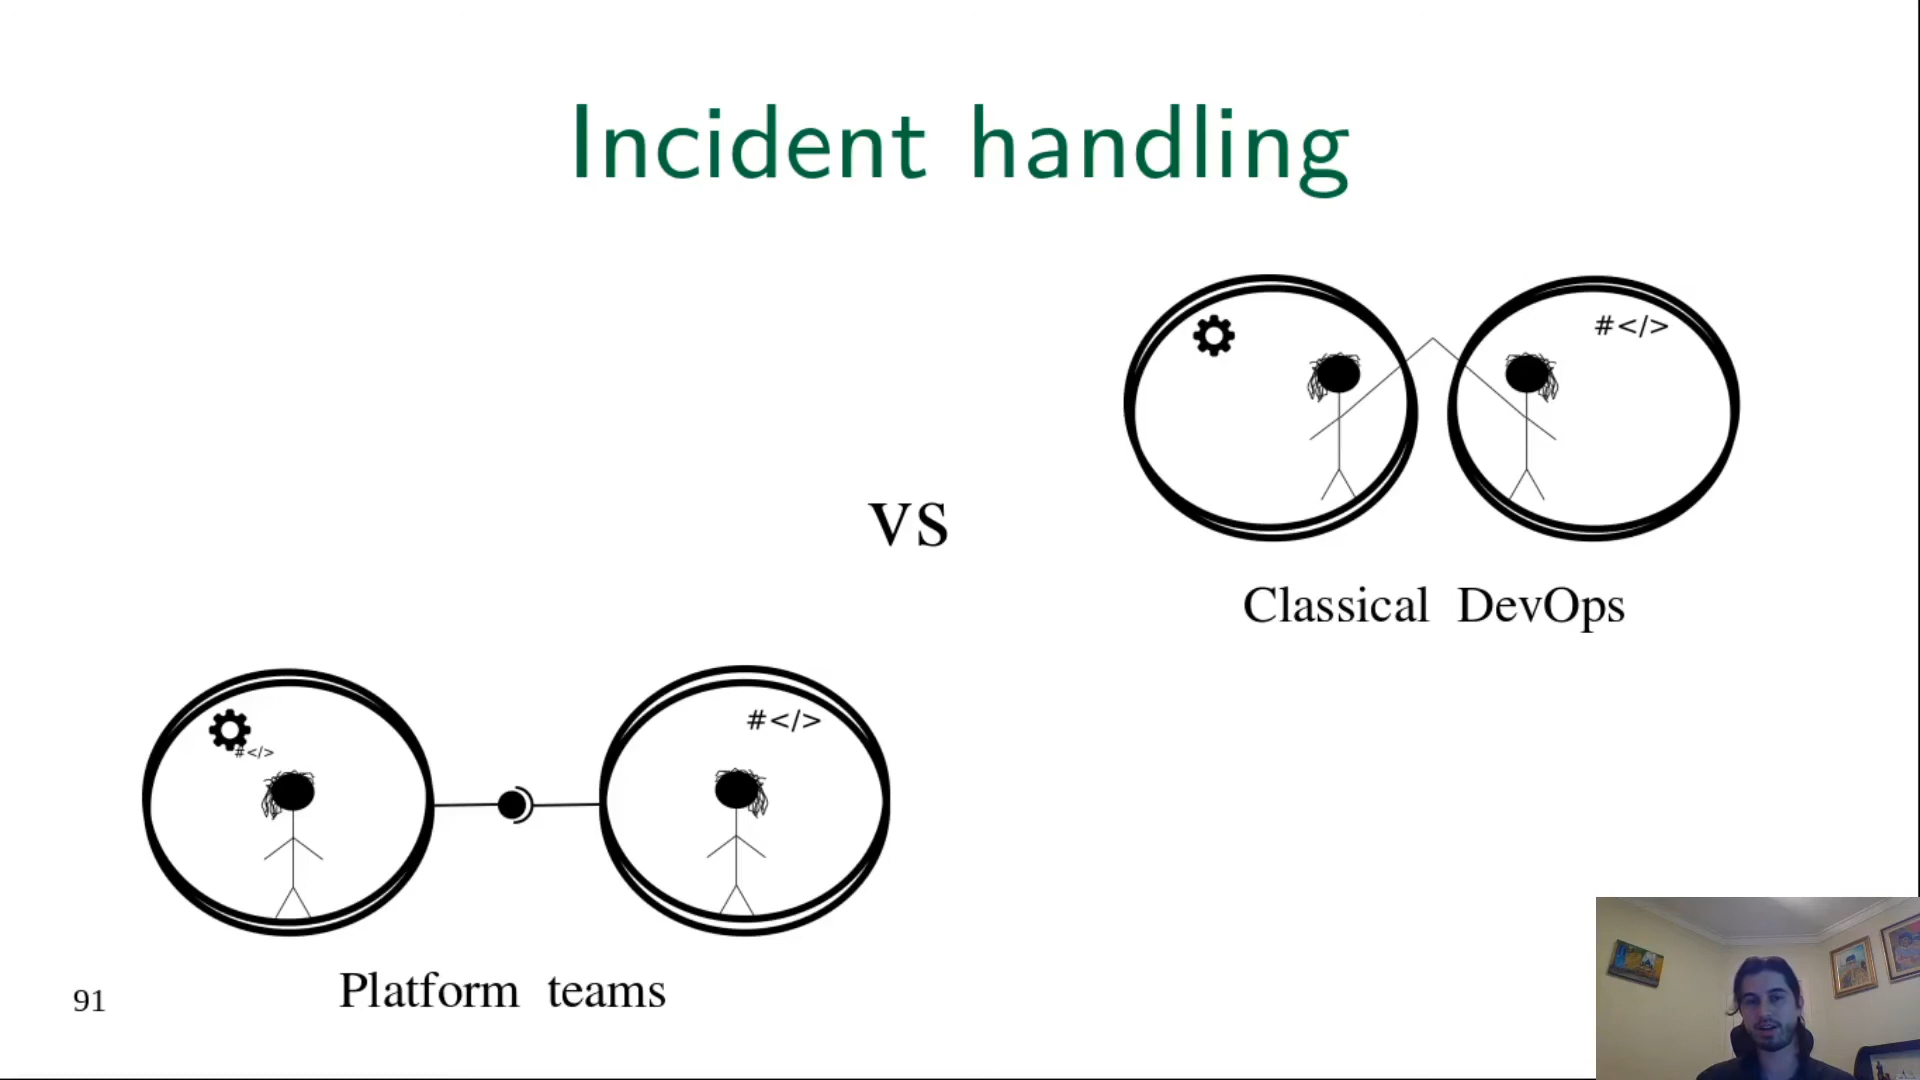 Incident handling
#</>
vs
Classical DevOps
#</>
#</>
Platform teams
91